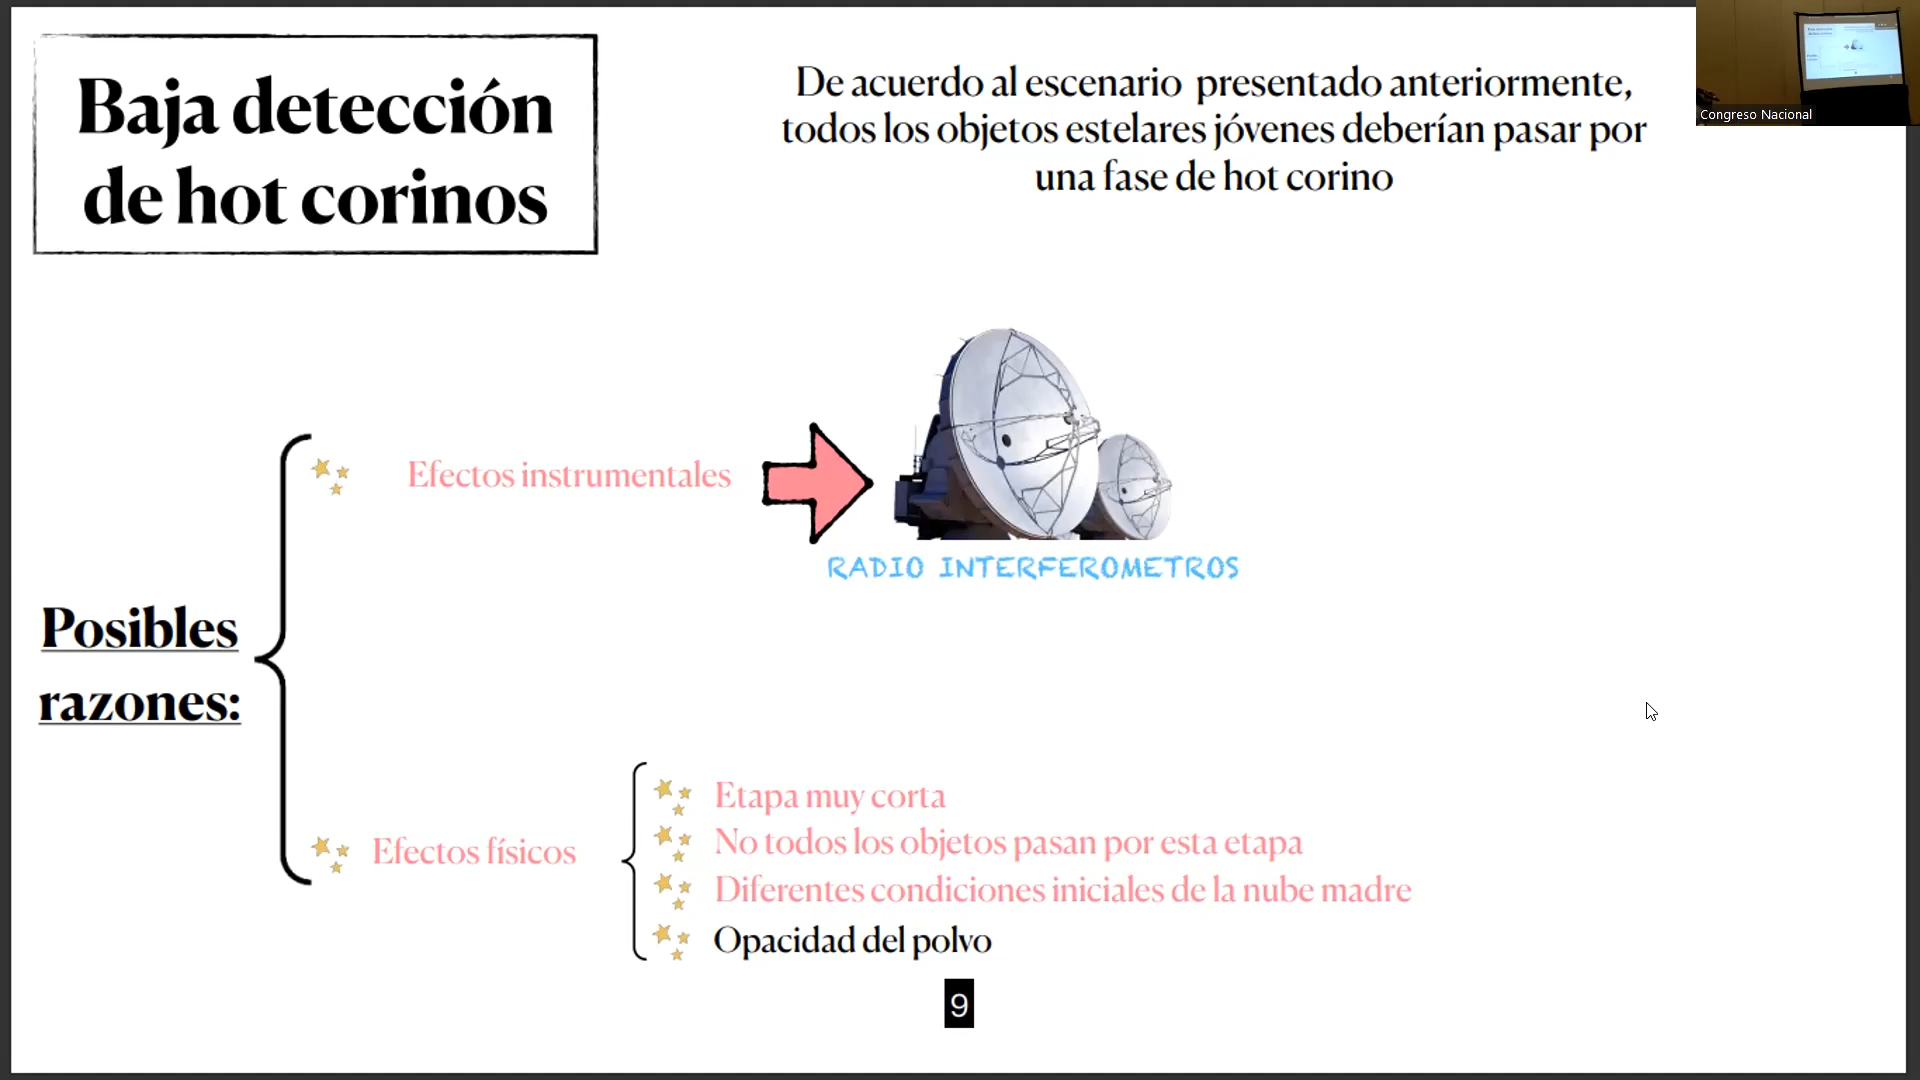 Baja detección
de hot corinos
De acuerdo al escenario presentado anteriormente,
todos los objetos estelares jóvenes deberían pasar por
una fase de hot corino
Congreso Nacional
Efectos instrumentales
RADIO INTERFEROMETROS
Posibles
razones:
Efectos físicos
Etapa muy corta
No todos los objetos pasan por esta etapa
Diferentes condiciones iniciales de la nube madre
Opacidad del polvo
9